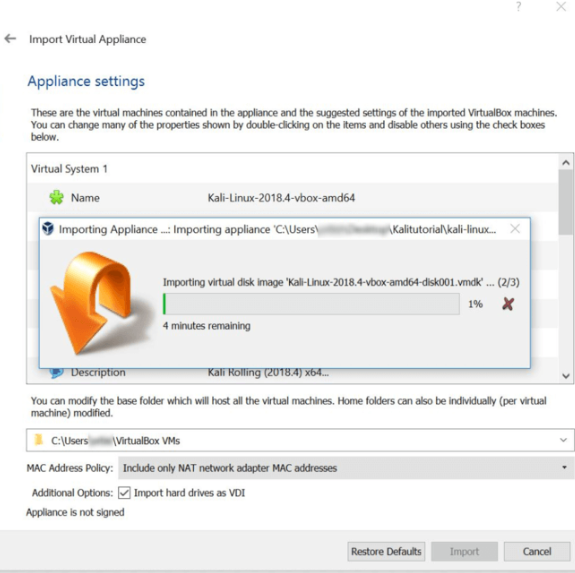 ?
Import Virtual Appliance
Appliance settings
These are the virtual machines contained in the appliance and the suggested settings of the imported VirtualBox machines.
You can change many of the properties shown by double-clicking on the items and disable others using the check boxes
below.
Virtual System 1
Name Kali-Linux-2018.4-vbox-amd64
Importing Appliance ...: Importing appliance 'C:\Users\ \Kalitutorial\kali-linux...
Importing virtual disk image 'Kali-Linux-2018.4-vbox-amd64-disk001.vmdk' ... (2/3)
1%
4 minutes remaining
Description Kali Rolling (2018.4) x64...
You can modify the base folder which will host all the virtual machines. Home folders can also be individually (per virtual
machine) modified.
C:\Users \VirtualBox VMs
MAC Address Policy: Include only NAT network adapter MAC addresses
Additional Options: Import hard drives as VDI
Appliance is not signed
Restore Defaults Import Cancel